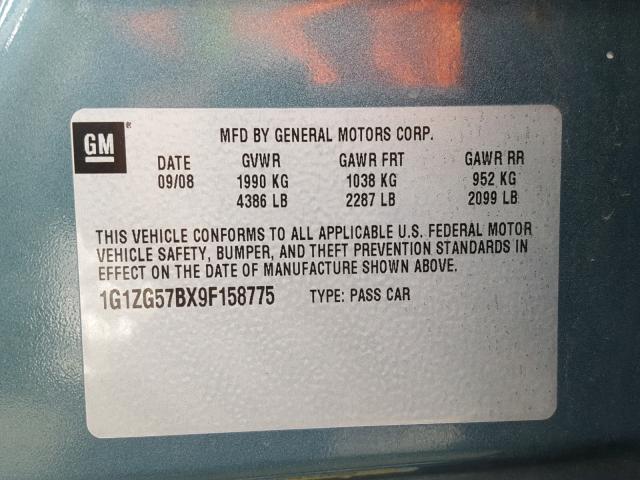 GM
®
MFD BY GENERAL MOTORS CORP.
DATE GVWR GAWR FRT GAWR RR
09/08 1990 KG 1038 KG 952 KG
4386 LB 2287 LB 2099 LB
THIS VEHICLE CONFORMS TO ALL APPLICABLE U.S. FEDERAL MOTOR
VEHICLE SAFETY, BUMPER, AND THEFT PREVENTION STANDARDS IN
EFFECT ON THE DATE OF MANUFACTURE SHOWN ABOVE.
1G1ZG57BX9F158775 TYPE: PASS CAR